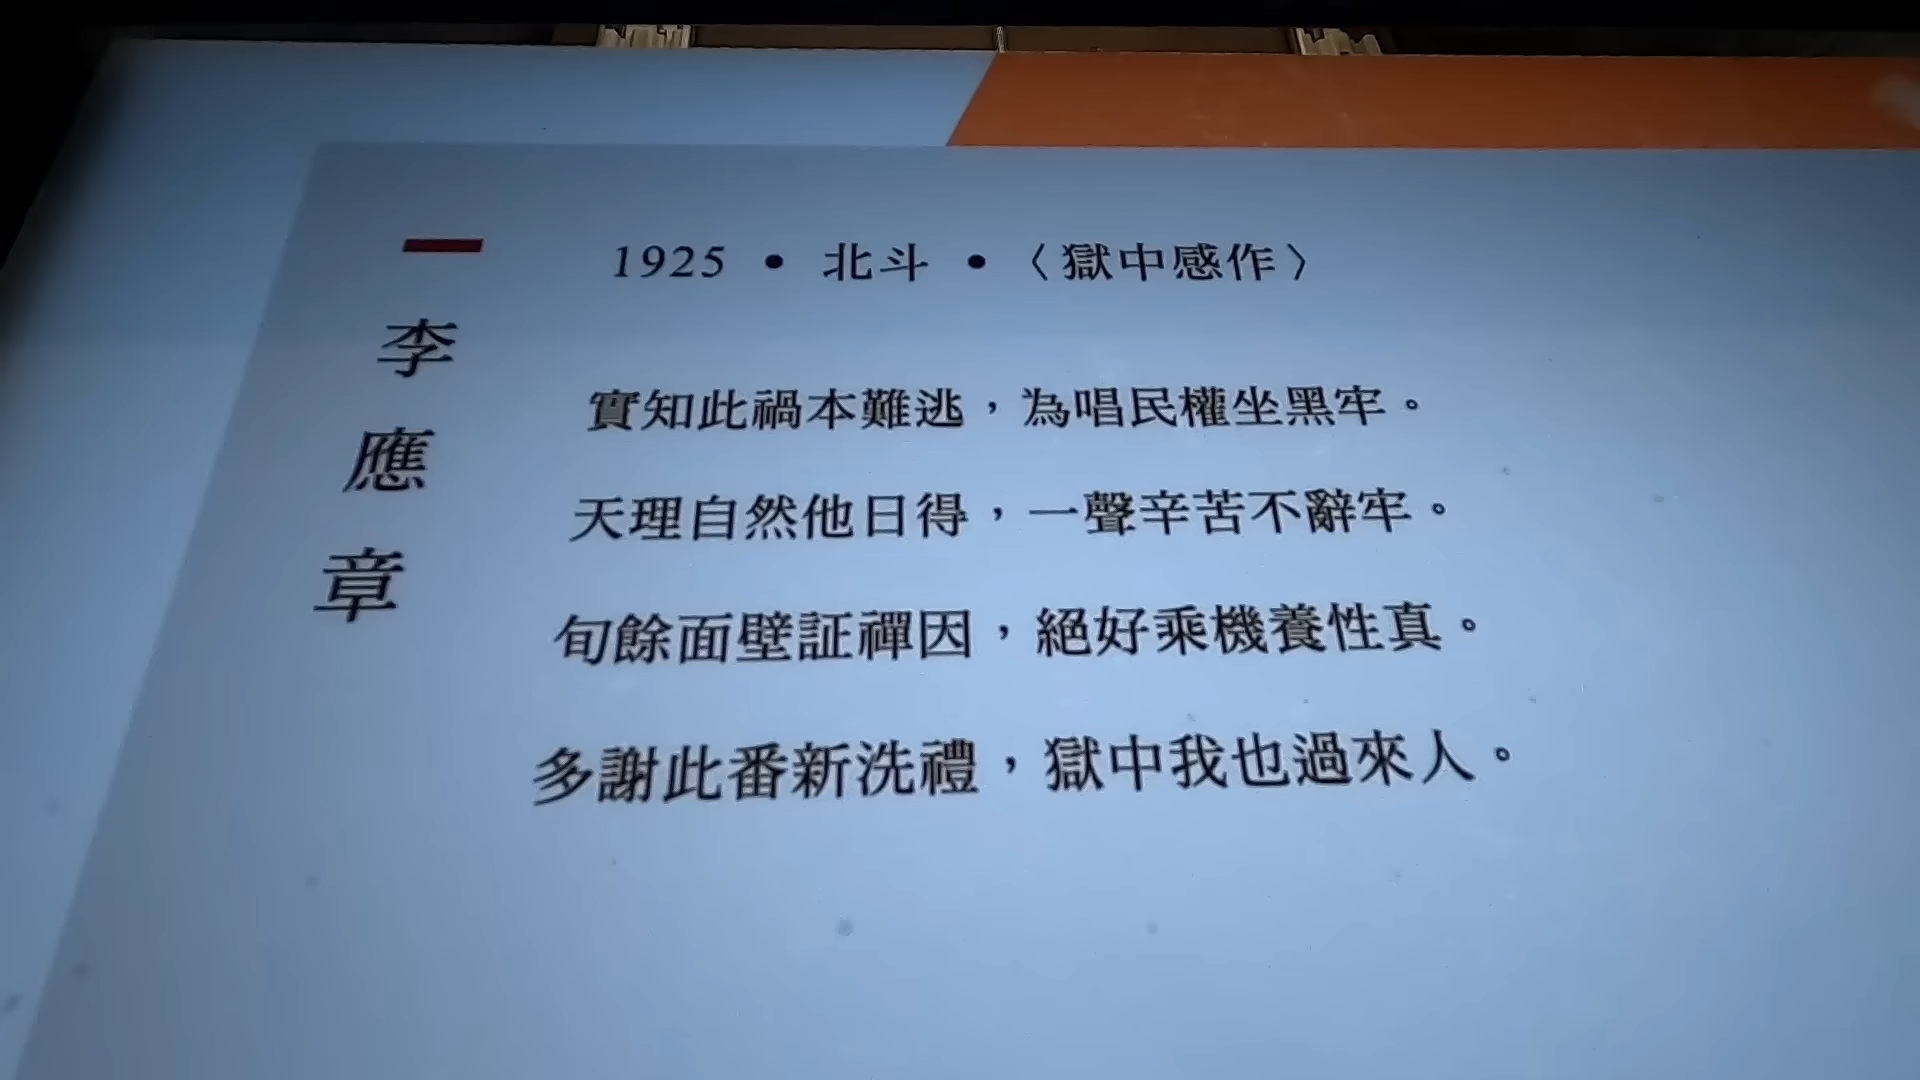 李應章
1925 • 北斗 •〈獄中感作〉
實知此禍本難逃，為唱民權坐黑牢。
天理自然他日得，一聲辛苦不辭牢。
旬餘面壁証禪因，絕好乘機養性真。
多謝此番新洗禮，獄中我也過來人。